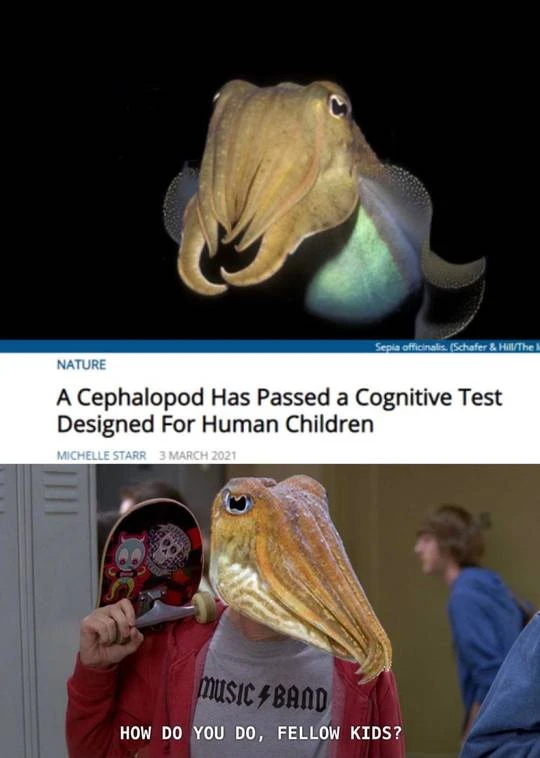 Sepia officinalis. (Schafer & Hill/The
NATURE
A Cephalopod Has Passed a Cognitive Test
Designed For Human Children
MICHELLE STARR 3 MARCH 2021
MUSIC⚡BAND
HOW DO YOU DO, FELLOW KIDS?